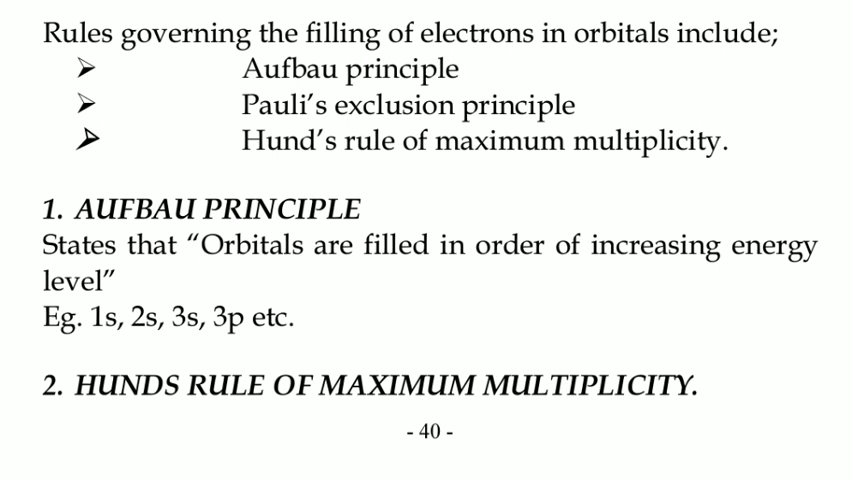 Rules governing the filling of electrons in orbitals include;
➢ Aufbau principle
➢ Pauli’s exclusion principle
➢ Hund’s rule of maximum multiplicity.
1. AUFBAU PRINCIPLE
States that “Orbitals are filled in order of increasing energy
level”
Eg. 1s, 2s, 3s, 3p etc.
2. HUNDS RULE OF MAXIMUM MULTIPLICITY.
- 40 -